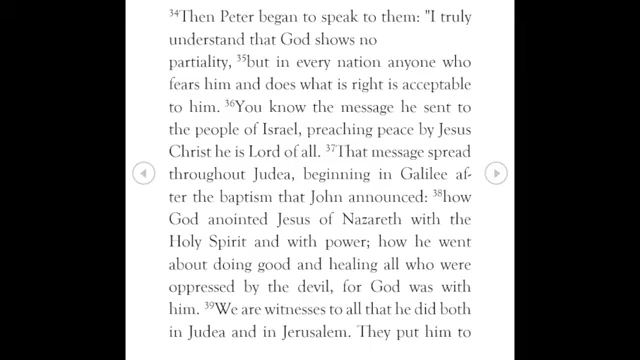 ³⁴Then Peter began to speak to them: "I truly
understand that God shows no
partiality, ³⁵but in every nation anyone who
fears him and does what is right is acceptable
to him. ³⁶You know the message he sent to
the people of Israel, preaching peace by Jesus
Christ he is Lord of all. ³⁷That message spread
throughout Judea, beginning in Galilee af-
ter the baptism that John announced: ³⁸how
God anointed Jesus of Nazareth with the
Holy Spirit and with power; how he went
about doing good and healing all who were
oppressed by the devil, for God was with
him. ³⁹We are witnesses to all that he did both
in Judea and in Jerusalem. They put him to